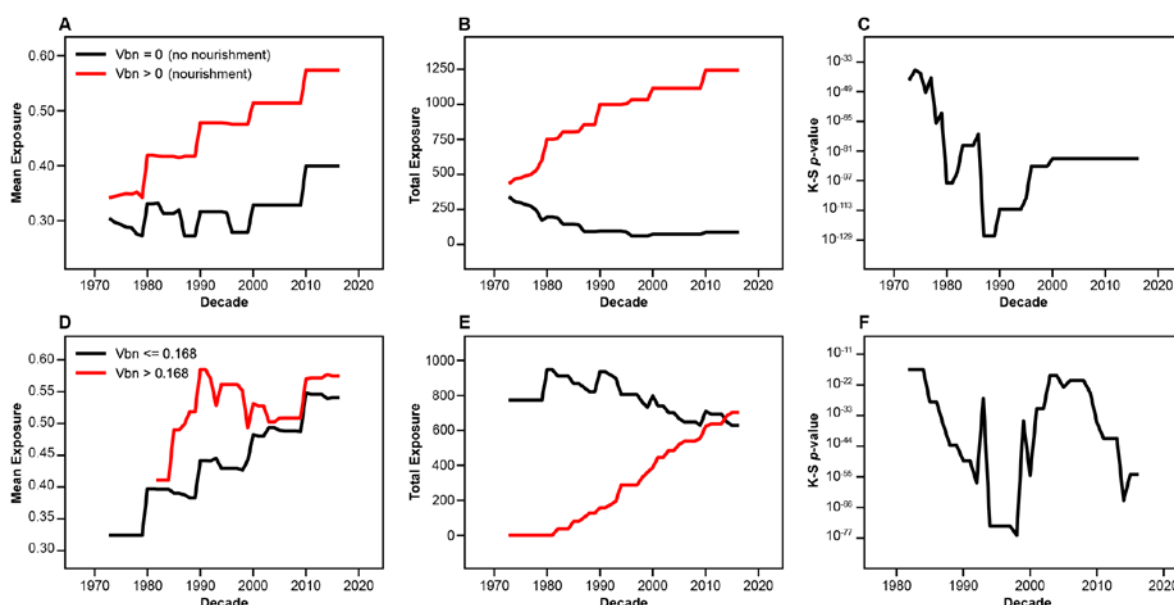 A
Mean Exposure
0.60
0.50
0.40
0.30
Vbn = 0 (no nourishment)
Vbn > 0 (nourishment)
1970 1980 1990 2000 2010 2020
Decade
B
Total Exposure
1250
1000
750
500
250
0
1970 1980 1990 2000 2010 2020
Decade
C
K-S p-value
10-33
10-49
10-65
10-81
10-97
10-113
10-129
1970 1980 1990 2000 2010 2020
Decade
D
Mean Exposure
0.60
0.55
0.50
0.45
0.40
0.35
0.30
Vbn <= 0.168
Vbn > 0.168
1970 1980 1990 2000 2010 2020
Decade
E
Total Exposure
1000
800
600
400
200
0
1970 1980 1990 2000 2010 2020
Decade
F
K-S p-value
10-11
10-22
10-33
10-44
10-55
10-77
1980 1990 2000 2010 2020
Decade